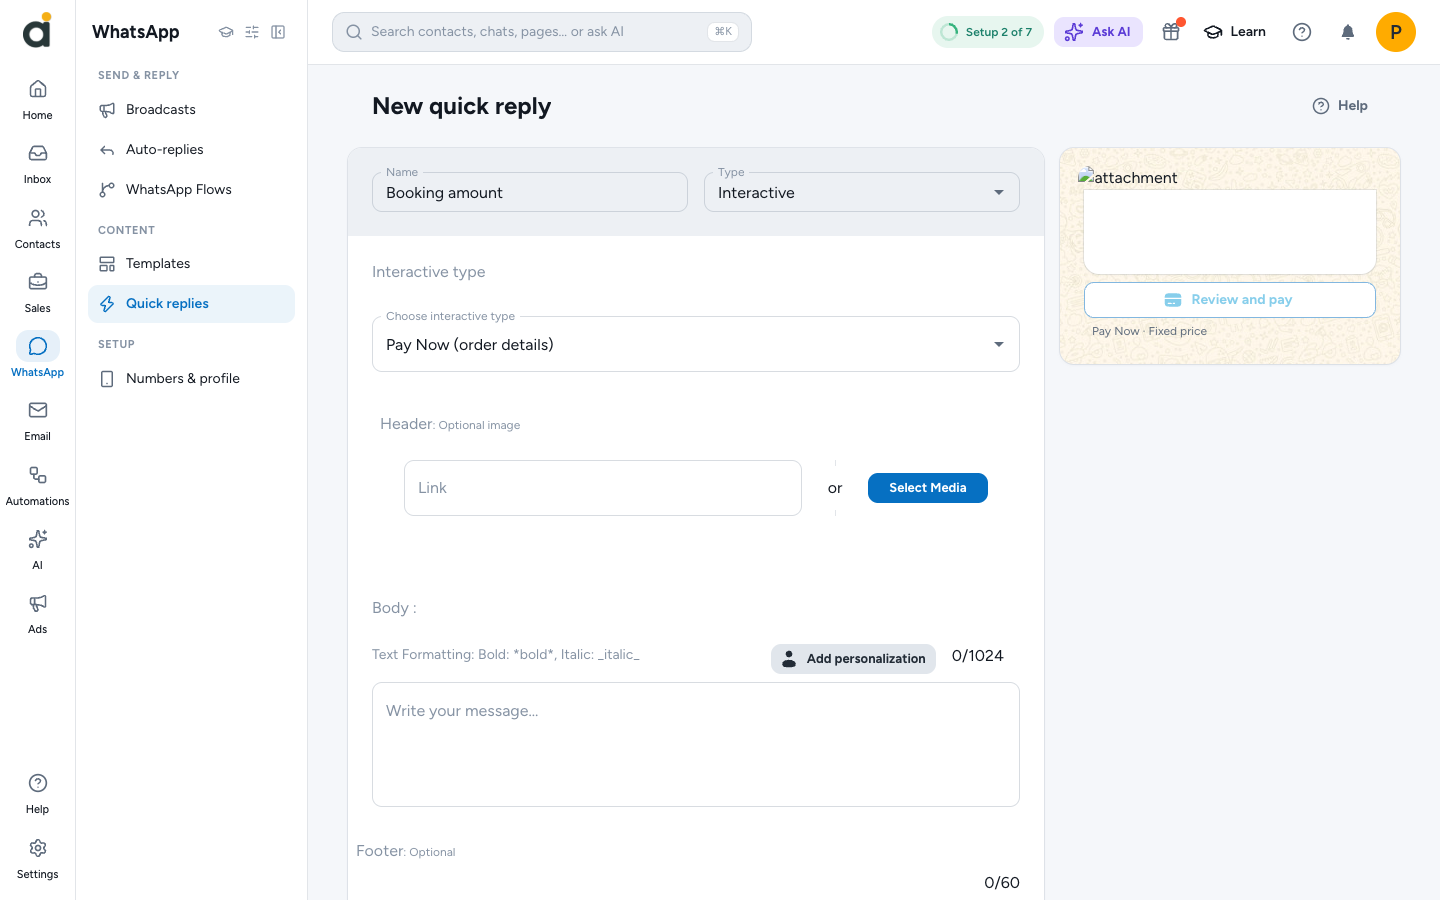 WhatsApp
Search contacts, chats, pages... or ask AI
⌘K
Setup 2 of 7
Ask AI
Learn
P
Home
Inbox
Contacts
Sales
WhatsApp
Email
Automations
AI
Ads
Help
Settings
SEND & REPLY
Broadcasts
Auto-replies
WhatsApp Flows
CONTENT
Templates
Quick replies
SETUP
Numbers & profile
New quick reply
Help
Name
Booking amount
Type
Interactive
Interactive type
Choose interactive type
Pay Now (order details)
Header: Optional image
Link
or
Select Media
Body :
Text Formatting: Bold: *bold*, Italic: _italic_
Add personalization
0/1024
Write your message...
Footer: Optional
0/60
attachment
Review and pay
Pay Now · Fixed price